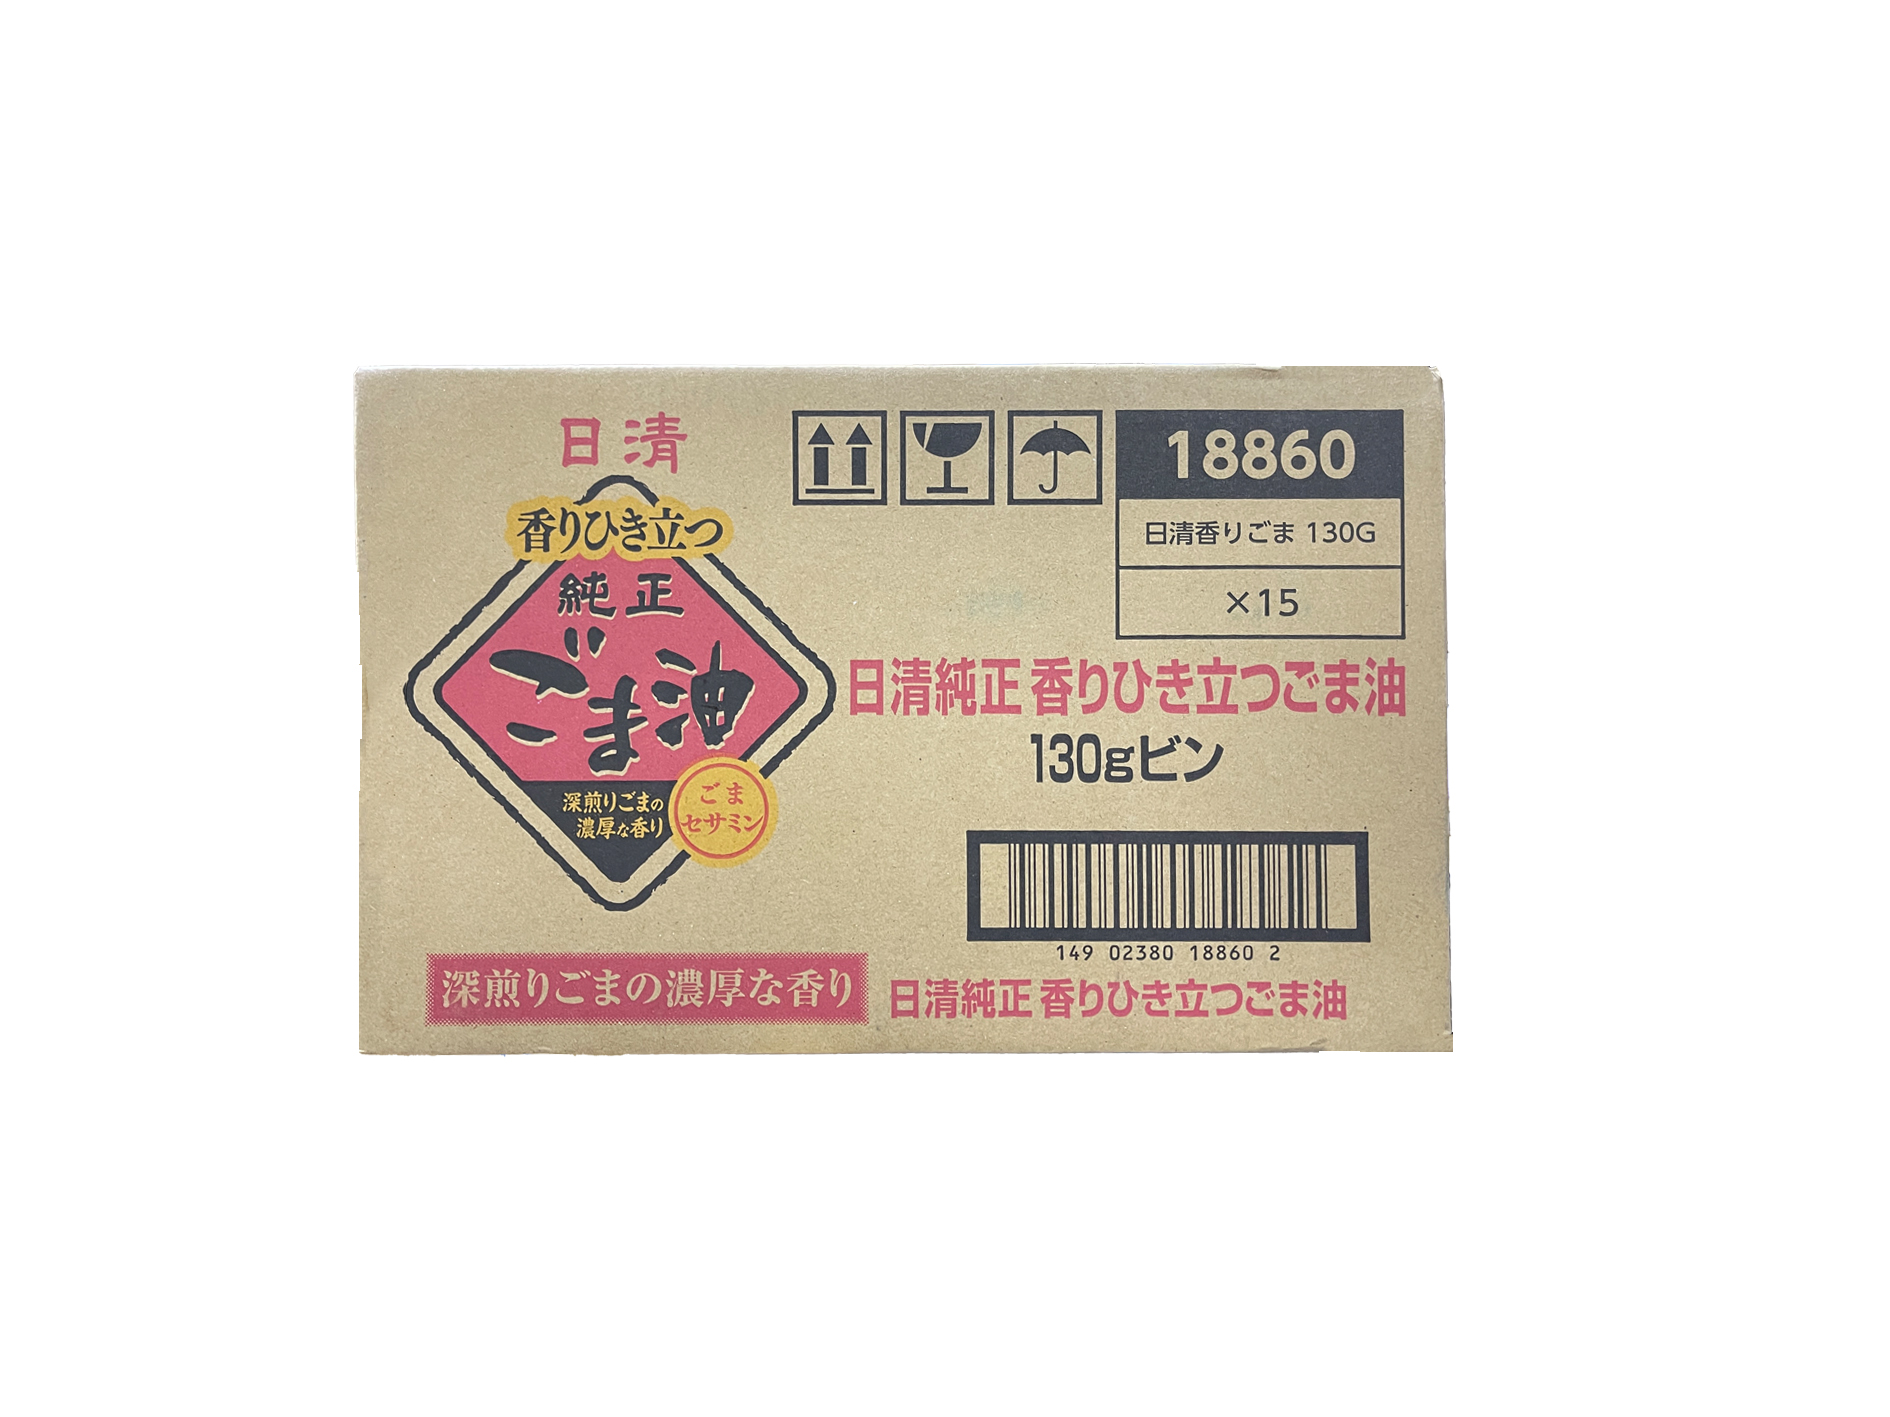 日清
香りひき立つ
純正
ごま油
深煎りごまの
濃厚な香り
ごま
セサミン
深煎りごまの濃厚な香り
18860
日清香りごま 130G
×15
日清純正 香りひき立つごま油
130gビン
149 02380 18860 2
日清純正 香りひき立つごま油